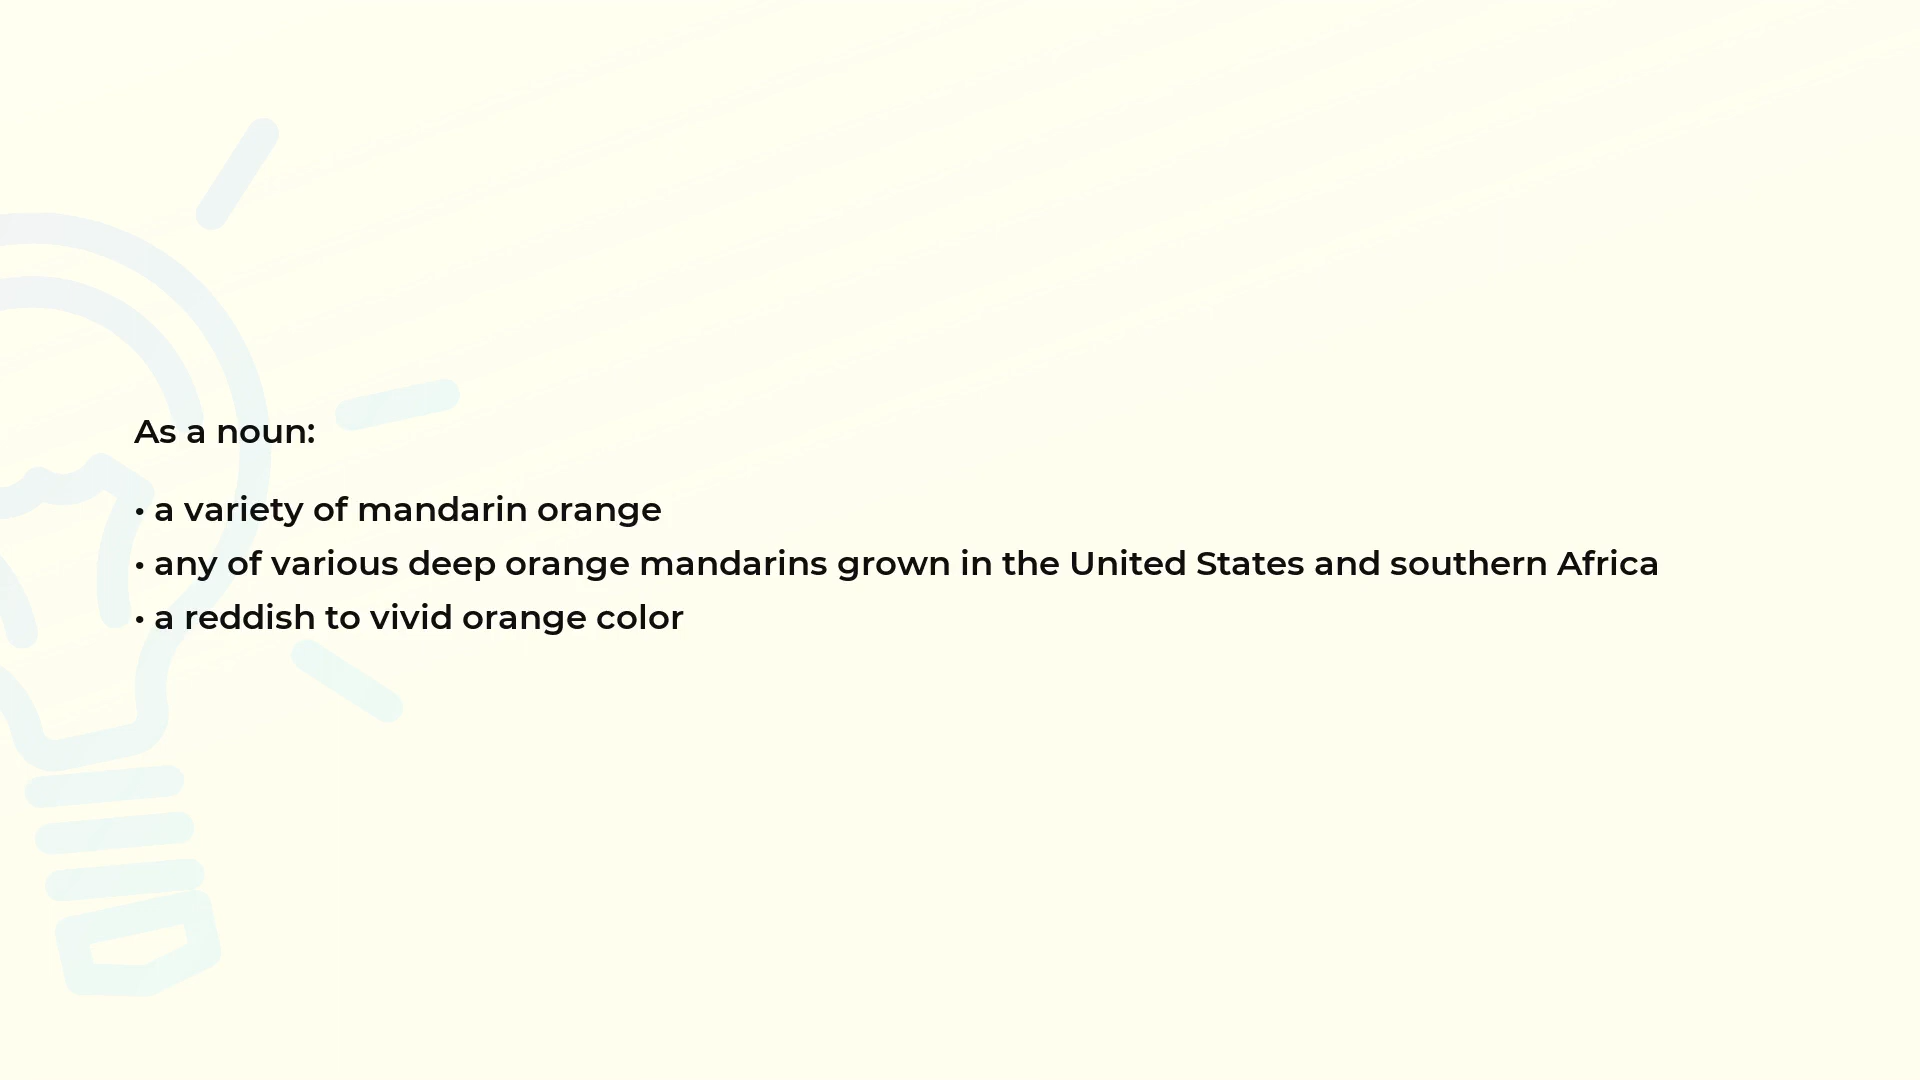 As a noun:
• a variety of mandarin orange
• any of various deep orange mandarins grown in the United States and southern Africa
• a reddish to vivid orange color